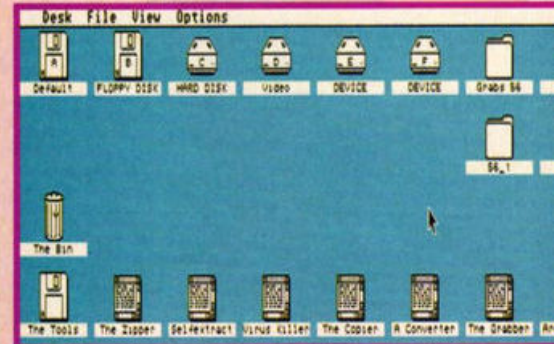 Desk File View Options
A B C D E F
Default FLOPPY DISK HARD DISK Video DEVICE DEVICE Grabs 56
56_1
The Bin
The Tools The Zipper Selfextract Virus Killer The Copier A Converter The Grabber